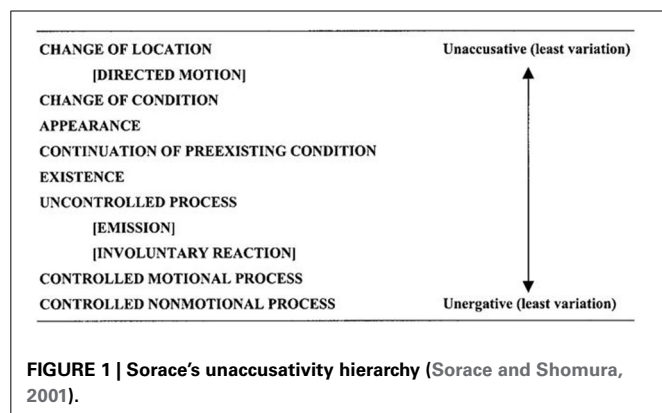 CHANGE OF LOCATION Unaccusative (least variation)
[DIRECTED MOTION]
CHANGE OF CONDITION
APPEARANCE
CONTINUATION OF PREEXISTING CONDITION
EXISTENCE
UNCONTROLLED PROCESS
[EMISSION]
[INVOLUNTARY REACTION]
CONTROLLED MOTIONAL PROCESS
CONTROLLED NONMOTIONAL PROCESS Unergative (least variation)
FIGURE 1 | Sorace's unaccusativity hierarchy (Sorace and Shomura,
2001).